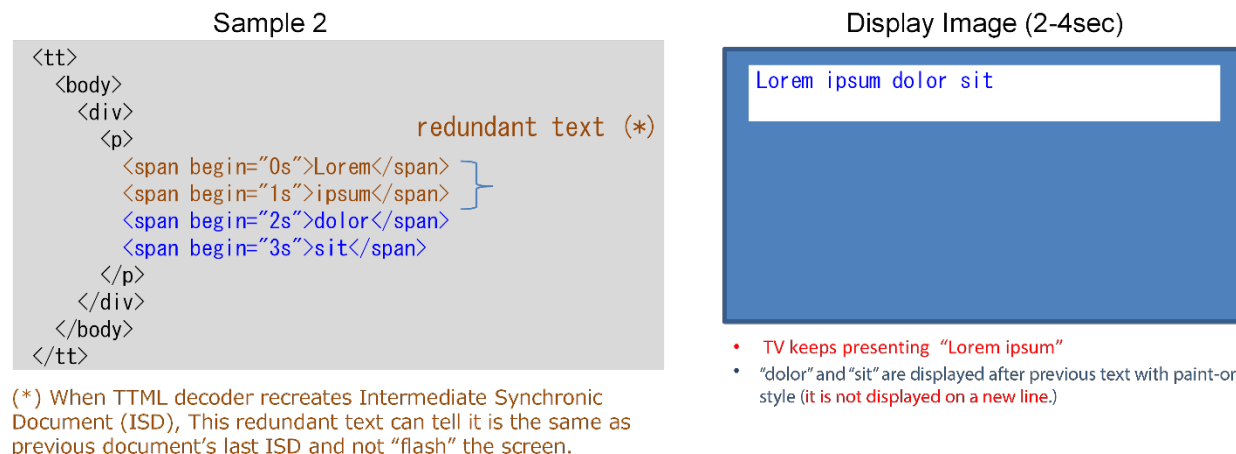 Sample 2
<tt>
<body>
<div>
<p>
redundant text (*)
<span begin="0s">Lorem</span>
<span begin="1s">ipsum</span>
<span begin="2s">dolor</span>
<span begin="3s">sit</span>
</p>
</div>
</body>
</tt>
(*) When TTML decoder recreates Intermediate Synchronic
Document (ISD), This redundant text can tell it is the same as
previous document's last ISD and not "flash" the screen.
Display Image (2-4sec)
Lorem ipsum dolor sit
• TV keeps presenting "Lorem ipsum"
• "dolor" and "sit" are displayed after previous text with
style (it is not displayed on a new line.)